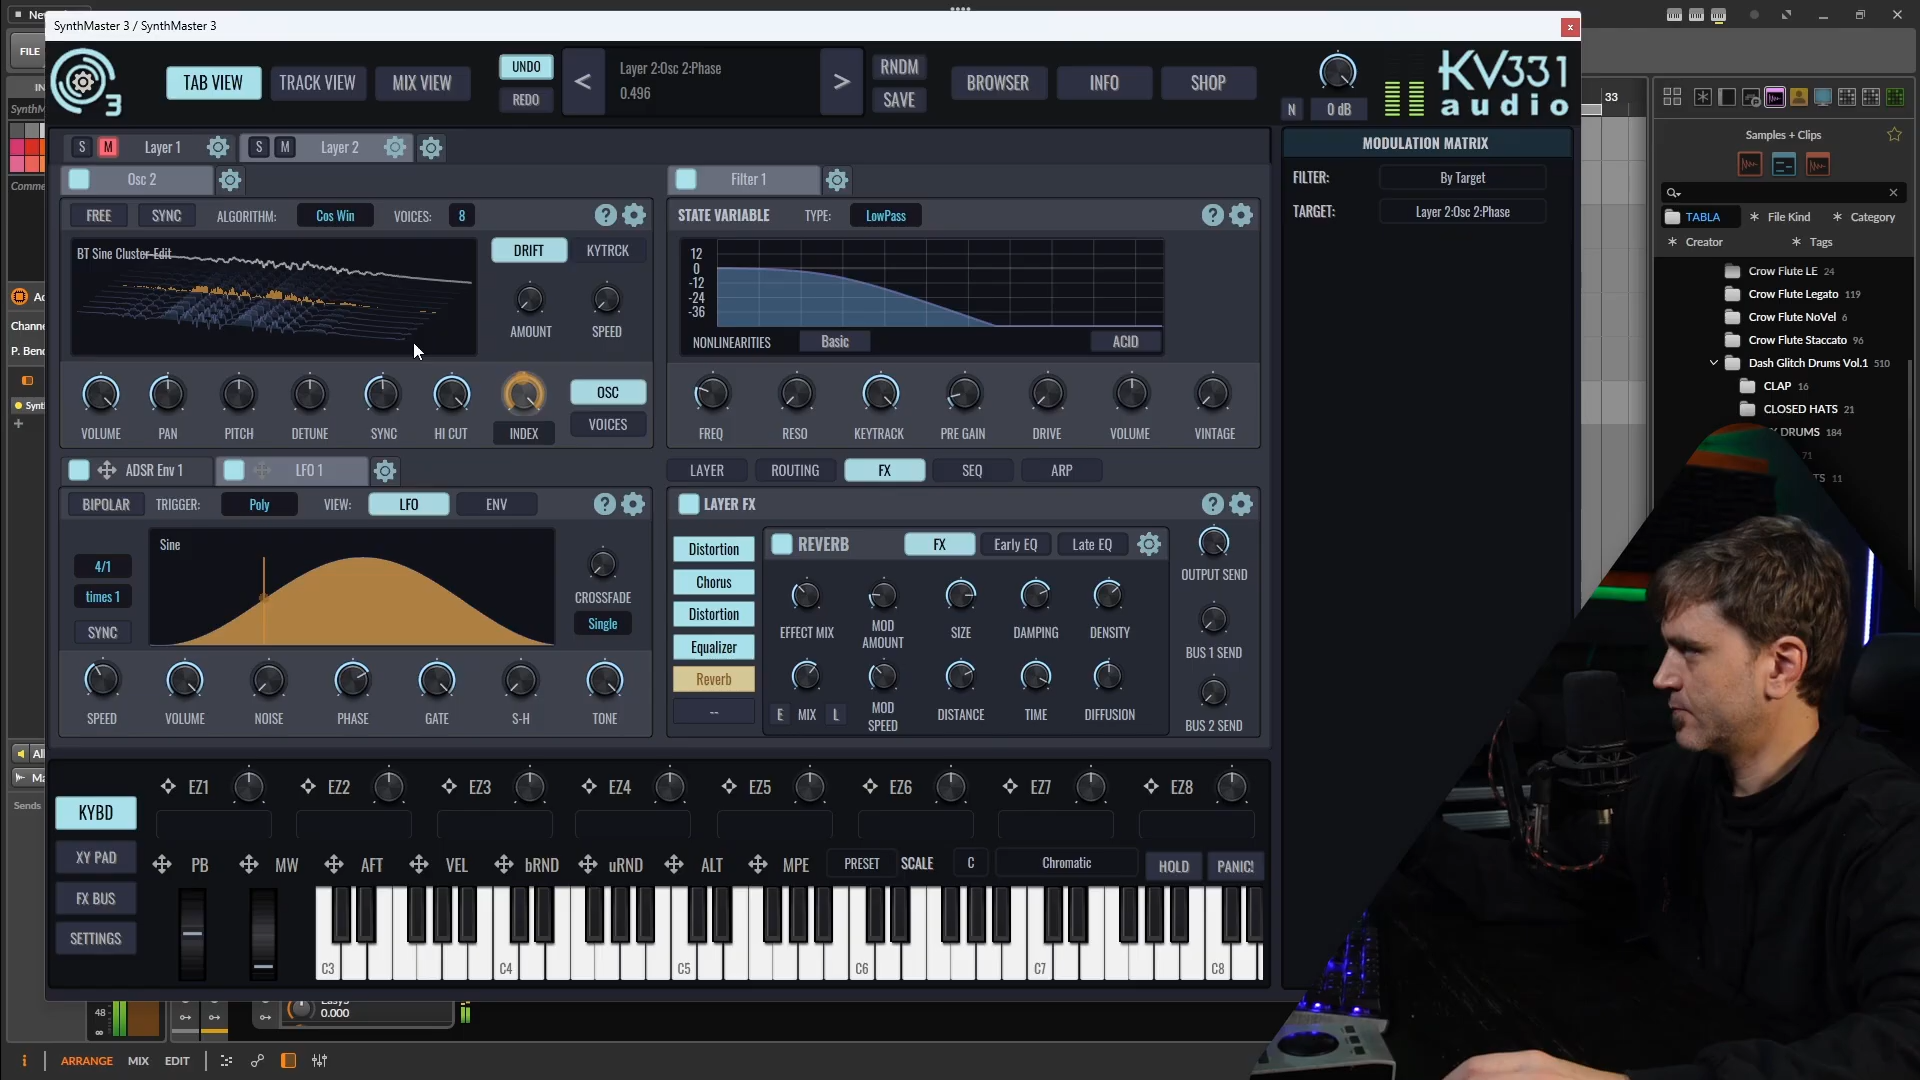 SynthMaster 3 / SynthMaster 3
x
FILE
3
TAB VIEW
TRACK VIEW
MIX VIEW
UNDO
REDO
<
Layer 2:Osc 2:Phase
0.496
>
RNDM
SAVE
BROWSER
INFO
SHOP
N
0 dB
KV331
audio
33
S
M
Layer 1
S
M
Layer 2
Osc 2
Filter 1
FREE
SYNC
ALGORITHM:
Cos Win
VOICES:
8
?
STATE VARIABLE
TYPE:
LowPass
?
BT Sine Cluster-Edit
DRIFT
KYTRCK
AMOUNT
SPEED
12
0
-12
-24
-36
NONLINEARITIES
Basic
ACID
VOLUME
PAN
PITCH
DETUNE
SYNC
HI CUT
INDEX
OSC
VOICES
FREQ
RESO
KEYTRACK
PRE GAIN
DRIVE
VOLUME
VINTAGE
ADSR Env 1
LFO 1
LAYER
ROUTING
FX
SEQ
ARP
BIPOLAR
TRIGGER:
Poly
VIEW:
LFO
ENV
?
LAYER FX
?
4/1
times 1
SYNC
Sine
CROSSFADE
Single
SPEED
VOLUME
NOISE
PHASE
GATE
S-H
TONE
Distortion
Chorus
Distortion
Equalizer
Reverb
--
REVERB
FX
Early EQ
Late EQ
EFFECT MIX
MOD
AMOUNT
SIZE
DAMPING
DENSITY
E
MIX
L
MOD
SPEED
DISTANCE
TIME
DIFFUSION
OUTPUT SEND
BUS 1 SEND
BUS 2 SEND
MODULATION MATRIX
FILTER:
By Target
TARGET:
Layer 2:Osc 2:Phase
Samples + Clips
TABLA
File Kind
Category
Creator
Tags
Crow Flute LE 24
Crow Flute Legato 119
Crow Flute NoVel 6
Crow Flute Staccato 96
Dash Glitch Drums Vol.1 510
CLAP 16
CLOSED HATS 21
DRUMS 184
71
11
KYBD
XY PAD
FX BUS
SETTINGS
EZ1
EZ2
EZ3
EZ4
EZ5
EZ6
EZ7
EZ8
PB
MW
AFT
VEL
bRND
uRND
ALT
MPE
PRESET
SCALE
C
Chromatic
HOLD
PANIC!
C3
C4
C5
C6
C7
C8
Sends
48
0.000
i
ARRANGE
MIX
EDIT